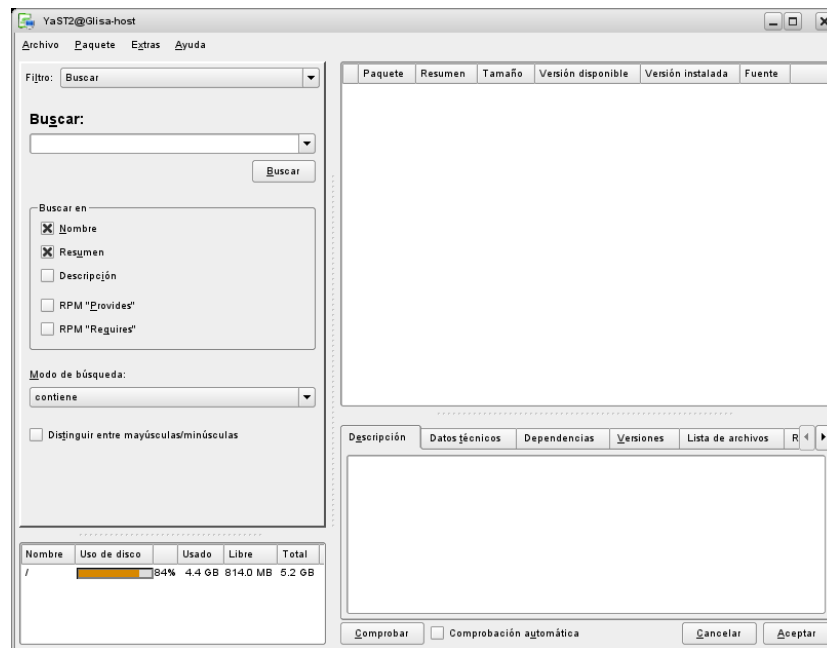 YaST2@Glisa-host
Archivo Paquete Extras Ayuda
Filtro: Buscar
Buscar:
Buscar
Buscar en
Nombre
Resumen
Descripción
RPM "Provides"
RPM "Requires"
Modo de búsqueda:
contiene
Distinguir entre mayúsculas/minúsculas
Nombre Uso de disco Usado Libre Total
/ 84% 4.4 GB 814.0 MB 5.2 GB
Paquete Resumen Tamaño Versión disponible Versión instalada Fuente
Descripción Datos técnicos Dependencias Versiones Lista de archivos R
Comprobar Comprobación automática Cancelar Aceptar